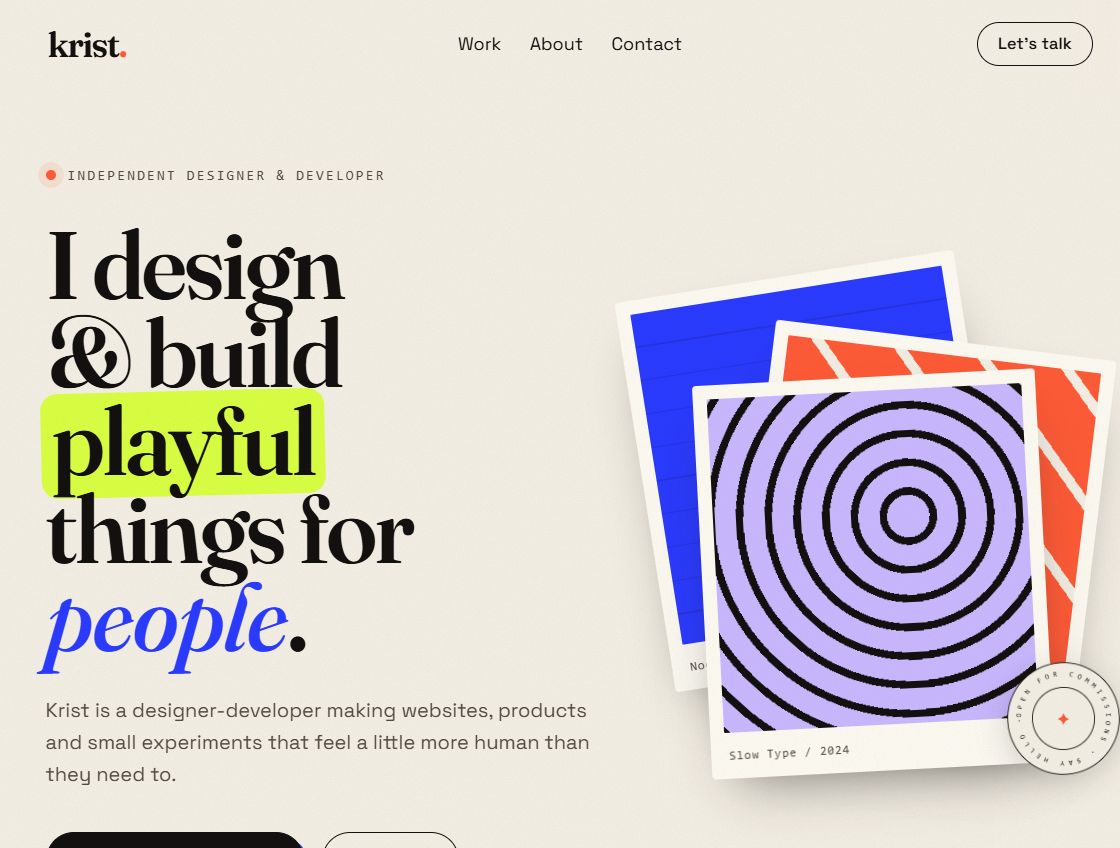 krist.
Work
About
Contact
Let's talk
INDEPENDENT DESIGNER & DEVELOPER
I design
& build
playful
things for
people.
Krist is a designer-developer making websites, products
and small experiments that feel a little more human than
they need to.
Slow Type / 2024
OPEN FOR COMMISSIONS · SAY HELLO ·